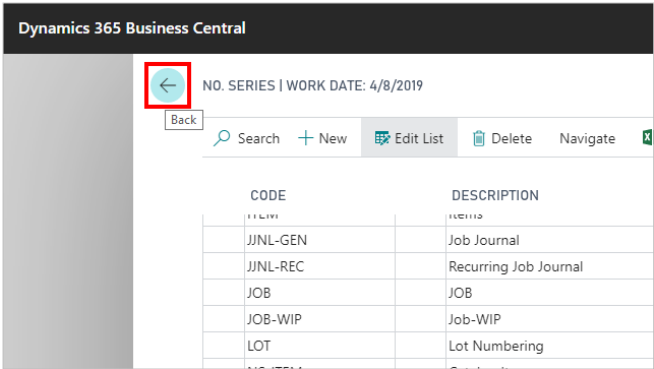 Dynamics 365 Business Central
NO. SERIES | WORK DATE: 4/8/2019
Back
Search New Edit List Delete Navigate
CODE DESCRIPTION
ITEM Items
JJNL-GEN Job Journal
JJNL-REC Recurring Job Journal
JOB JOB
JOB-WIP Job-WIP
LOT Lot Numbering